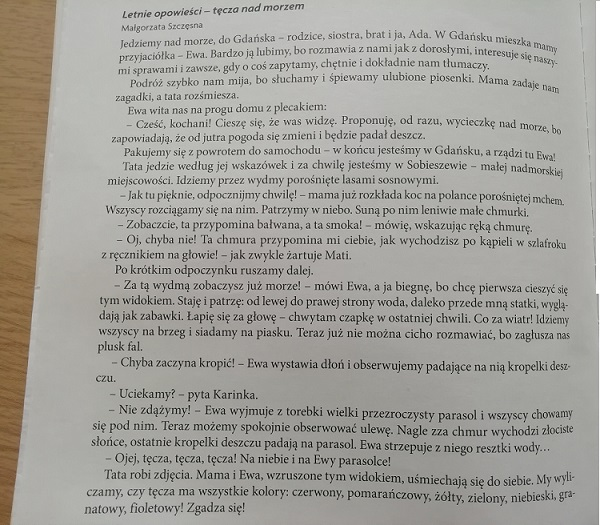 Letnie opowieści – tęcza nad morzem
Małgorzata Szczęsna
Jedziemy nad morze, do Gdańska – rodzice, siostra, brat i ja, Ada. W Gdańsku mieszka mamy
przyjaciółka – Ewa. Bardzo ją lubimy, bo rozmawia z nami jak z dorosłymi, interesuje się naszy-
mi sprawami i zawsze, gdy o coś zapytamy, chętnie i dokładnie nam tłumaczy.
Podróż szybko nam mija, bo słuchamy i śpiewamy ulubione piosenki. Mama zadaje nam
zagadki, a tata rozśmiesza.
Ewa wita nas na progu domu z plecakiem:
– Cześć, kochani! Cieszę się, że was widzę. Proponuję, od razu, wycieczkę nad morze, bo
zapowiadają, że od jutra pogoda się zmieni i będzie padał deszcz.
Pakujemy się z powrotem do samochodu – w końcu jesteśmy w Gdańsku, a rządzi tu Ewa!
Tata jedzie według jej wskazówek i za chwilę jesteśmy w Sobieszewie – małej nadmorskiej
miejscowości. Idziemy przez wydmy porośnięte lasami sosnowymi.
– Jak tu pięknie, odpocznijmy chwilę! – mama już rozkłada koc na polance porośniętej mchem.
Wszyscy rozciągamy się na nim. Patrzymy w niebo. Suną po nim leniwie małe chmurki.
– Zobaczcie, ta przypomina bałwana, a ta smoka! – mówię, wskazując ręką chmurę.
– Oj, chyba nie! Ta chmura przypomina mi ciebie, jak wychodzisz po kąpieli w szlafroku
z ręcznikiem na głowie! – jak zwykle żartuje Mati.
Po krótkim odpoczynku ruszamy dalej.
– Za tą wydmą zobaczysz już morze! – mówi Ewa, a ja biegnę, bo chcę pierwsza cieszyć się
tym widokiem. Staję i patrzę: od lewej do prawej strony woda, daleko przede mną statki, wyglą-
dają jak zabawki. Łapię się za głowę – chwytam czapkę w ostatniej chwili. Co za wiatr! Idziemy
wszyscy na brzeg i siadamy na piasku. Teraz już nie można cicho rozmawiać, bo zagłusza nas
plusk fal.
– Chyba zaczyna kropić! – Ewa wystawia dłoń i obserwujemy padające na nią kropelki desz-
czu.
– Uciekamy? – pyta Karinka.
– Nie zdążymy! – Ewa wyjmuje z torebki wielki przezroczysty parasol i wszyscy chowamy
się pod nim. Teraz możemy spokojnie obserwować ulewę. Nagle zza chmur wychodzi złociste
słońce, ostatnie kropelki deszczu padają na parasol. Ewa strzepuje z niego resztki wody…
– Ojej, tęcza, tęcza, tęcza! Na niebie i na Ewy parasolce!
Tata robi zdjęcia. Mama i Ewa, wzruszone tym widokiem, uśmiechają się do siebie. My wyli-
czamy, czy tęcza ma wszystkie kolory: czerwony, pomarańczowy, żółty, zielony, niebieski, gra-
natowy, fioletowy! Zgadza się!